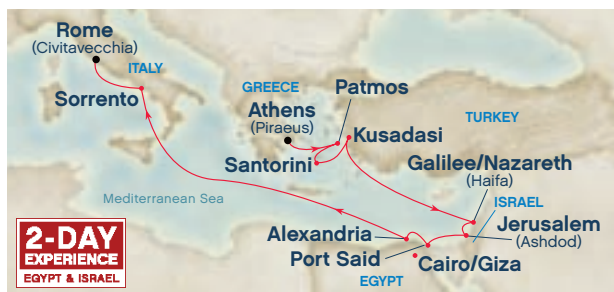 Rome
(Civitavecchia)
ITALY
Sorrento
GREECE
Athens
(Piraeus)
Patmos
Kusadasi
TURKEY
Santorini
Galilee/Nazareth
(Haifa)
Mediterranean Sea
ISRAEL
Jerusalem
(Ashdod)
Alexandria
Port Said
EGYPT
Cairo/Giza
2-DAY
EXPERIENCE
EGYPT & ISRAEL